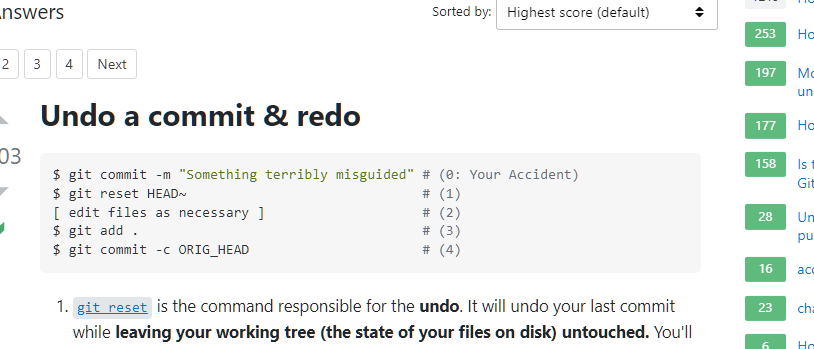 Answers
Sorted by: Highest score (default)
2 3 4 Next
Undo a commit & redo
03
$ git commit -m "Something terribly misguided" # (0: Your Accident)
$ git reset HEAD~ # (1)
[ edit files as necessary ] # (2)
$ git add . # (3)
$ git commit -c ORIG_HEAD # (4)
1. git reset is the command responsible for the undo. It will undo your last commit
while leaving your working tree (the state of your files on disk) untouched. You'll
253 Ho
197 Mo
un
177 Ho
158 Is t
Git
28 Un
pu
16 acc
23 cha
6 Ho